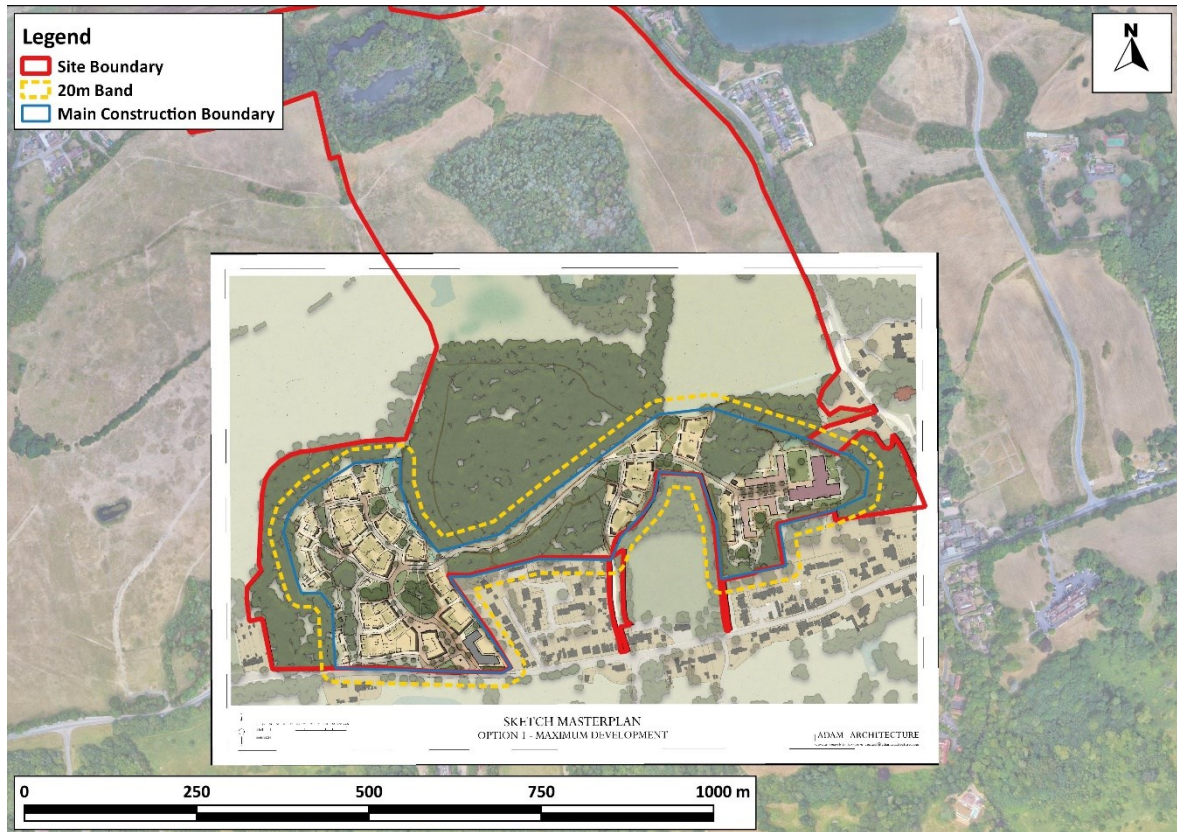 Legend
Site Boundary
20m Band
Main Construction Boundary
N
SKETCH MASTERPLAN
OPTION 1 - MAXIMUM DEVELOPMENT
ADAM ARCHITECTURE
0 250 500 750 1000 m